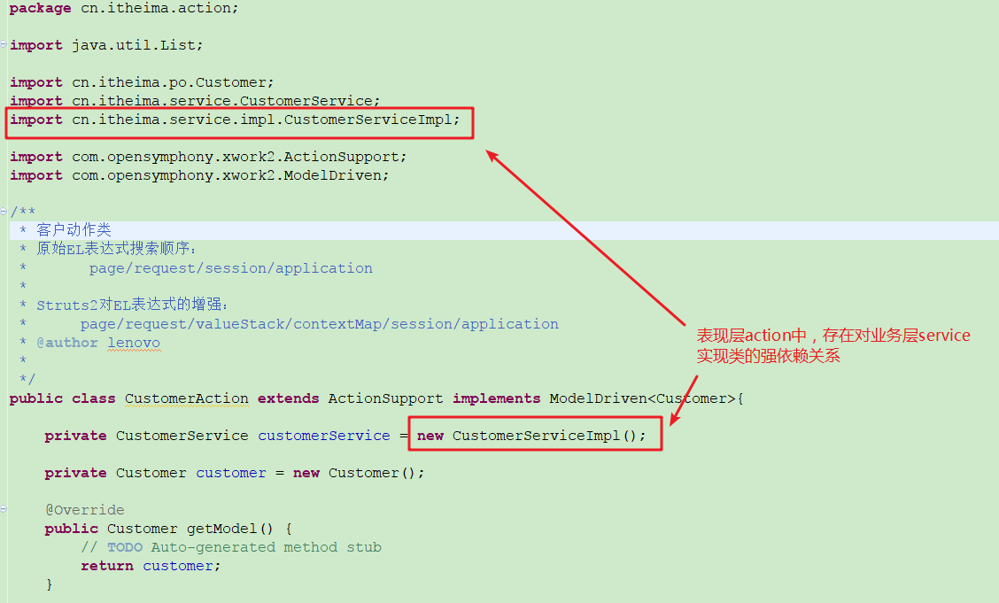 package cn.itheima.action;
import java.util.List;
import cn.itheima.po.Customer;
import cn.itheima.service.CustomerService;
import cn.itheima.service.impl.CustomerServiceImpl;
import com.opensymphony.xwork2.ActionSupport;
import com.opensymphony.xwork2.ModelDriven;
/**
 * 客户动作类
 * 原始EL表达式搜索顺序：
 *       page/request/session/application
 *
 * Struts2对EL表达式的增强：
 *      page/request/valueStack/contextMap/session/application
 * @author lenovo
 *
 */
表现层action中，存在对业务层service
实现类的强依赖关系
public class CustomerAction extends ActionSupport implements ModelDriven<Customer>{
    private CustomerService customerService = new CustomerServiceImpl();
    private Customer customer = new Customer();
    @Override
    public Customer getModel() {
        // TODO Auto-generated method stub
        return customer;
    }